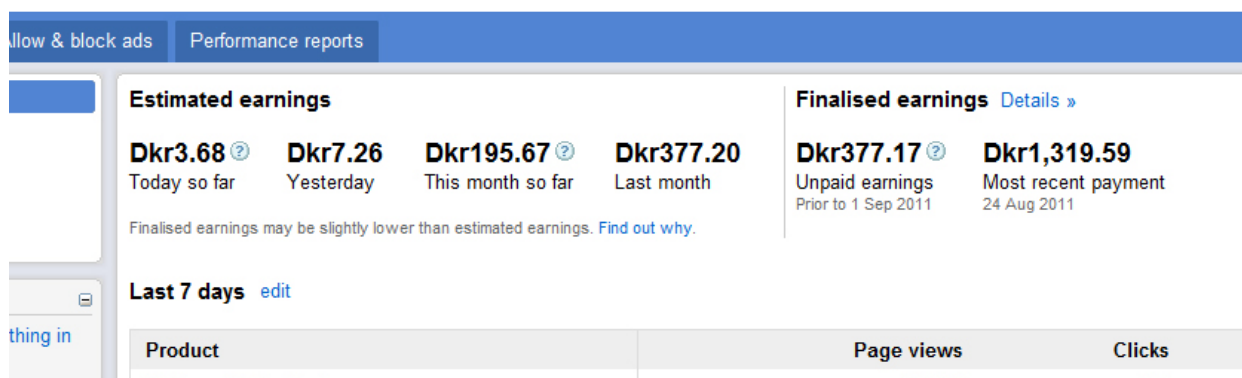 llow & block ads Performance reports
Estimated earnings
Finalised earnings Details »
Dkr3.68 Dkr7.26 Dkr195.67 Dkr377.20
Dkr377.17 Dkr1,319.59
Today so far Yesterday This month so far Last month
Unpaid earnings Most recent payment
Prior to 1 Sep 2011 24 Aug 2011
Finalised earnings may be slightly lower than estimated earnings. Find out why.
Last 7 days edit
thing in
Product Page views Clicks